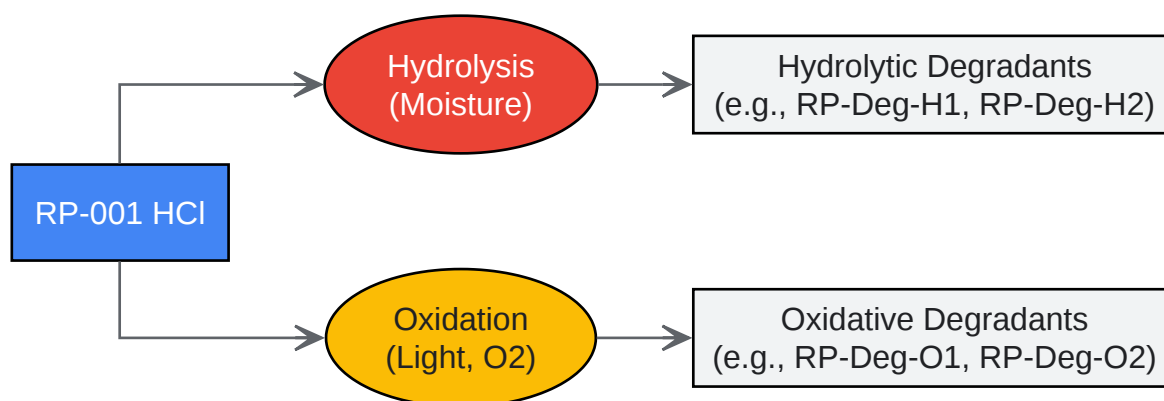 Hydrolysis
(Moisture)
Hydrolytic Degradants
(e.g., RP-Deg-H1, RP-Deg-H2)
RP-001 HCl
Oxidation
(Light, O2)
Oxidative Degradants
(e.g., RP-Deg-O1, RP-Deg-O2)